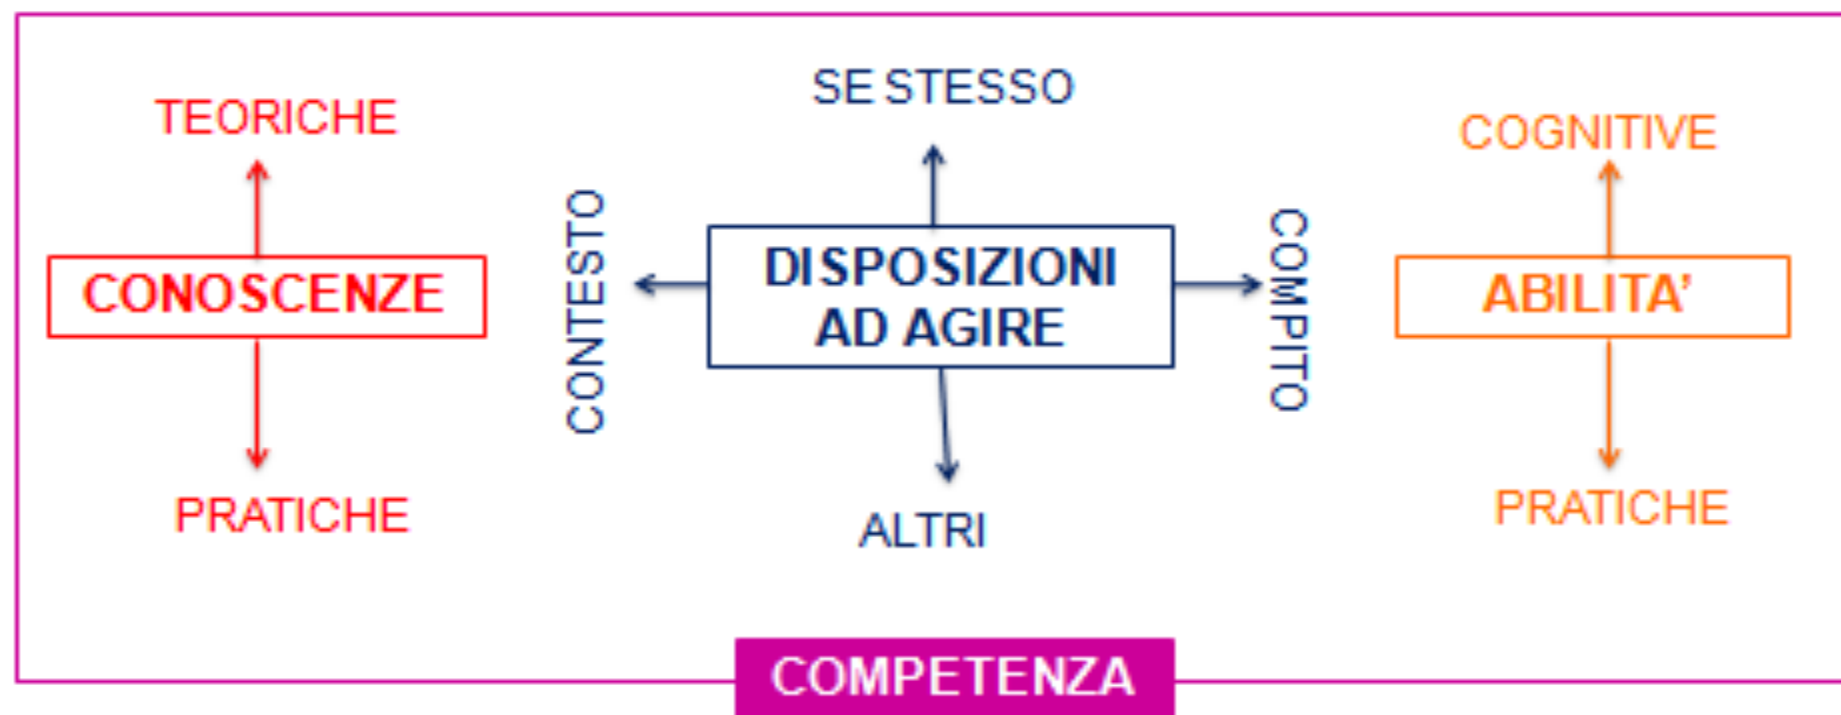 TEORICHE
CONOSCENZE
PRATICHE
SE STESSO
CONTESTO
DISPOSIZIONI
AD AGIRE
COMPITO
ALTRI
COGNITIVE
ABILITA’
PRATICHE
COMPETENZA